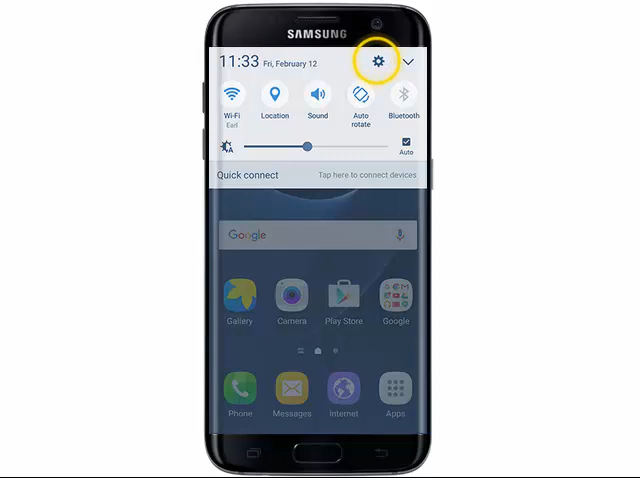 SAMSUNG
11:33 Fri, February 12
Wi-Fi Location Sound Auto rotate Bluetooth
Earl
Auto
Quick connect Tap here to connect devices
Google
Gallery Camera Play Store Google
Phone Messages Internet Apps